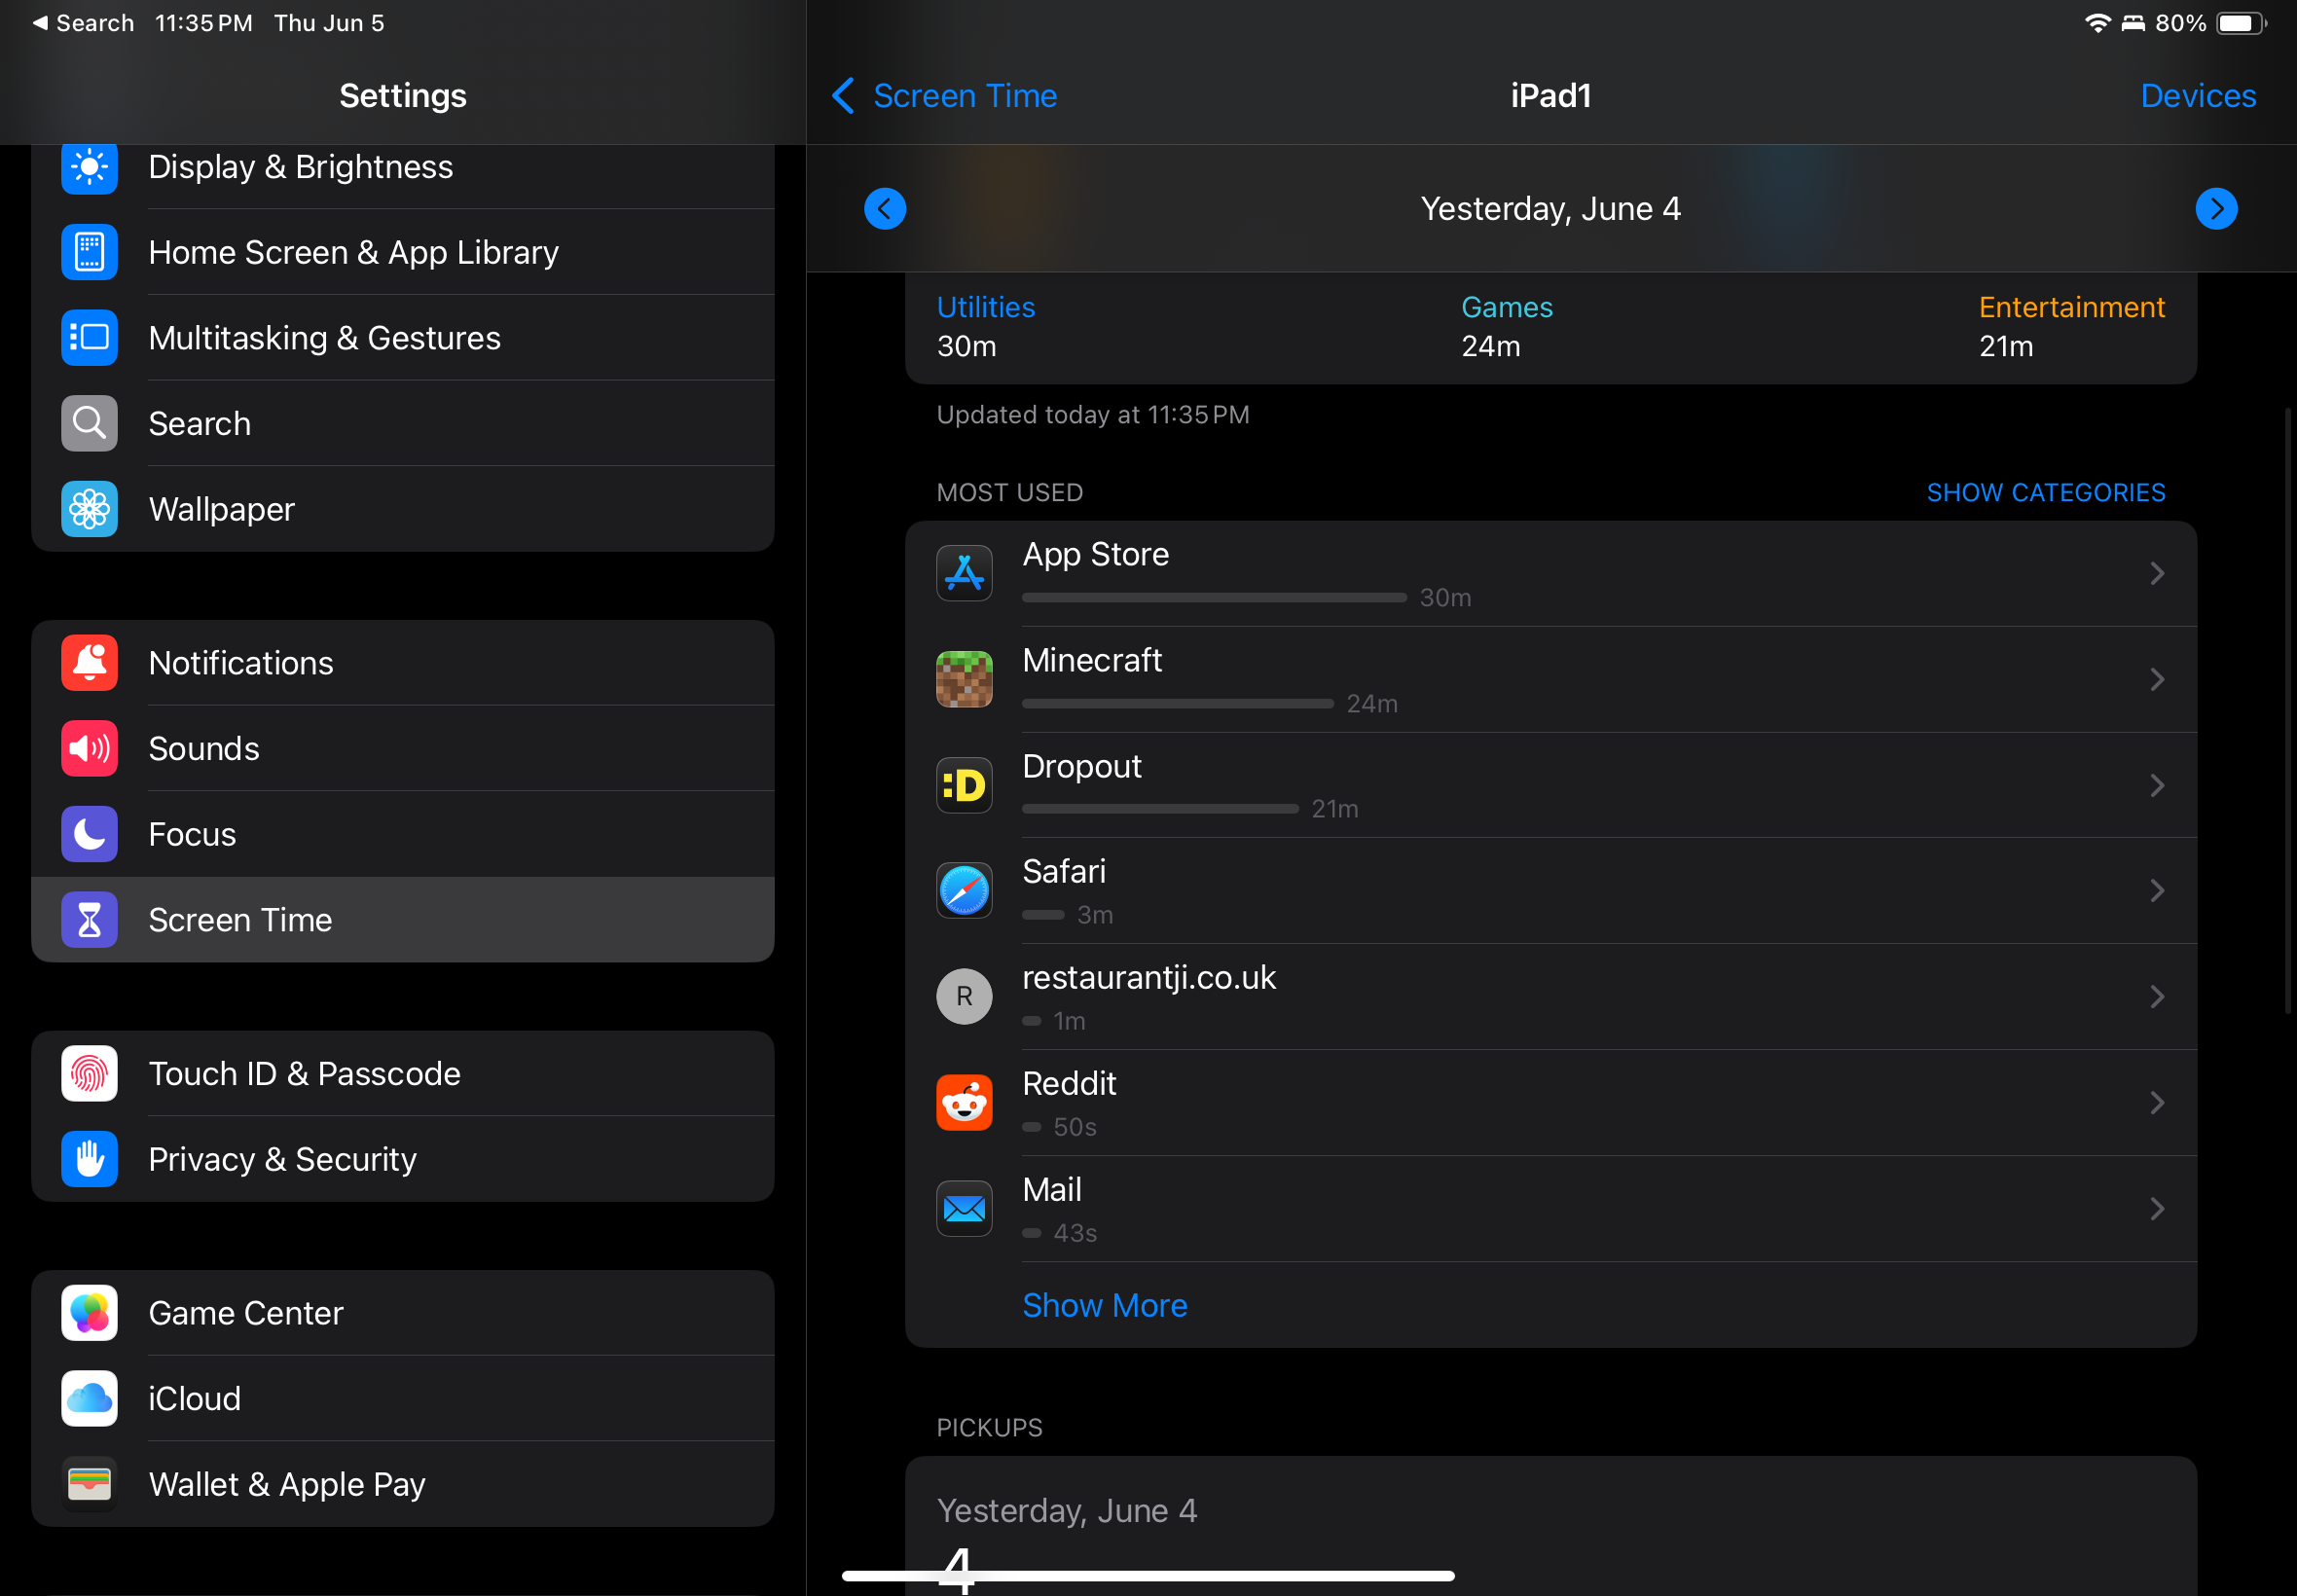 ◀ Search 11:35 PM Thu Jun 5
80%
Settings
Display & Brightness
Home Screen & App Library
Multitasking & Gestures
Search
Wallpaper
Notifications
Sounds
Focus
Screen Time
Touch ID & Passcode
Privacy & Security
Game Center
iCloud
Wallet & Apple Pay
Screen Time iPad1 Devices
Yesterday, June 4
Utilities Games Entertainment
30m 24m 21m
Updated today at 11:35 PM
MOST USED SHOW CATEGORIES
App Store
30m
Minecraft
24m
:D Dropout
21m
Safari
3m
R restaurantji.co.uk
1m
Reddit
50s
Mail
43s
Show More
PICKUPS
Yesterday, June 4
4